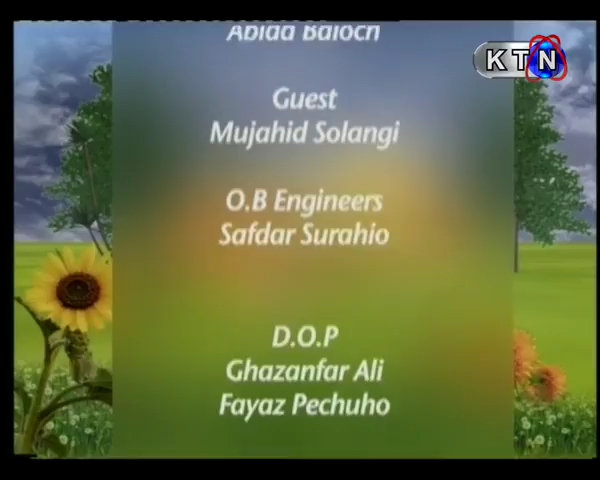 Abida Baloch
KTN
Guest
Mujahid Solangi
O.B Engineers
Safdar Surahio
D.O.P
Ghazanfar Ali
Fayaz Pechuho